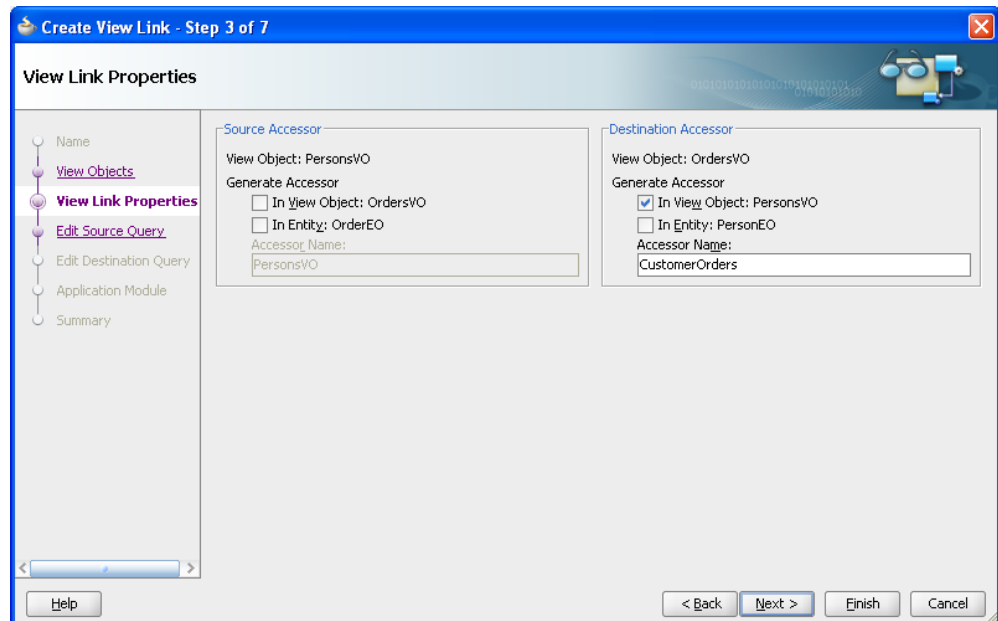 Create View Link - Step 3 of 7
View Link Properties
01010101010101010101010101
01010101010
Name
View Objects
View Link Properties
Edit Source Query
Edit Destination Query
Application Module
Summary
Source Accessor
View Object: PersonsVO
Generate Accessor
In View Object: OrdersVO
In Entity: OrderEO
Accessor Name:
PersonsVO
Destination Accessor
View Object: OrdersVO
Generate Accessor
In View Object: PersonsVO
In Entity: PersonEO
Accessor Name:
CustomerOrders
Help
< Back
Next >
Finish
Cancel